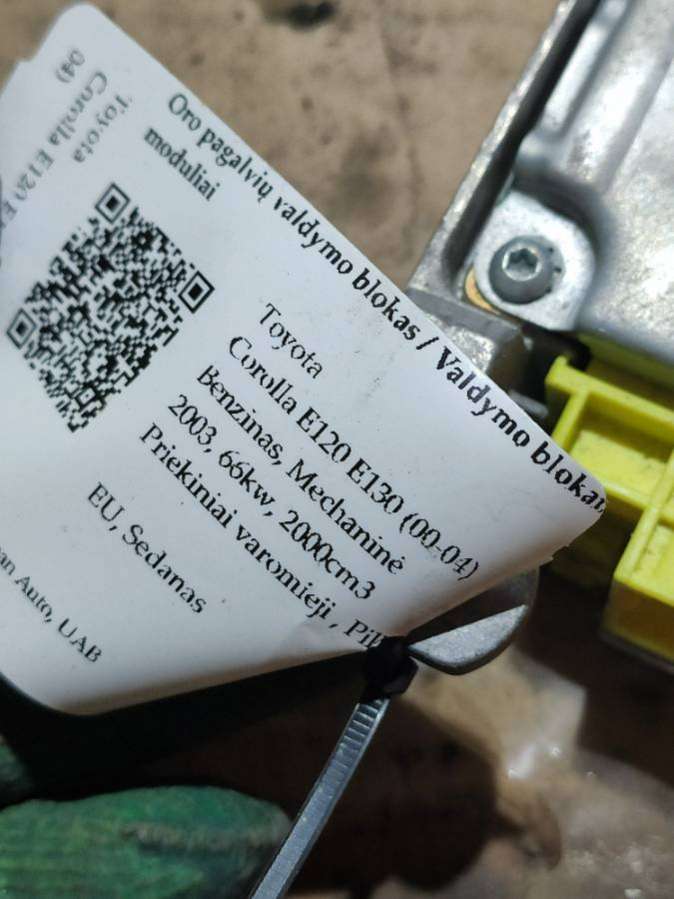 Oro pagalvių valdymo blokas / Valdymo blokai,
moduliai
Toyota
Corolla E120 E130 (00-04)
Benzinas, Mechaninė
2003, 66kw, 2000cm3
Priekiniai varomieji,
EU, Sedanas
Auto, UAB
Toyota
Corolla E120
04)